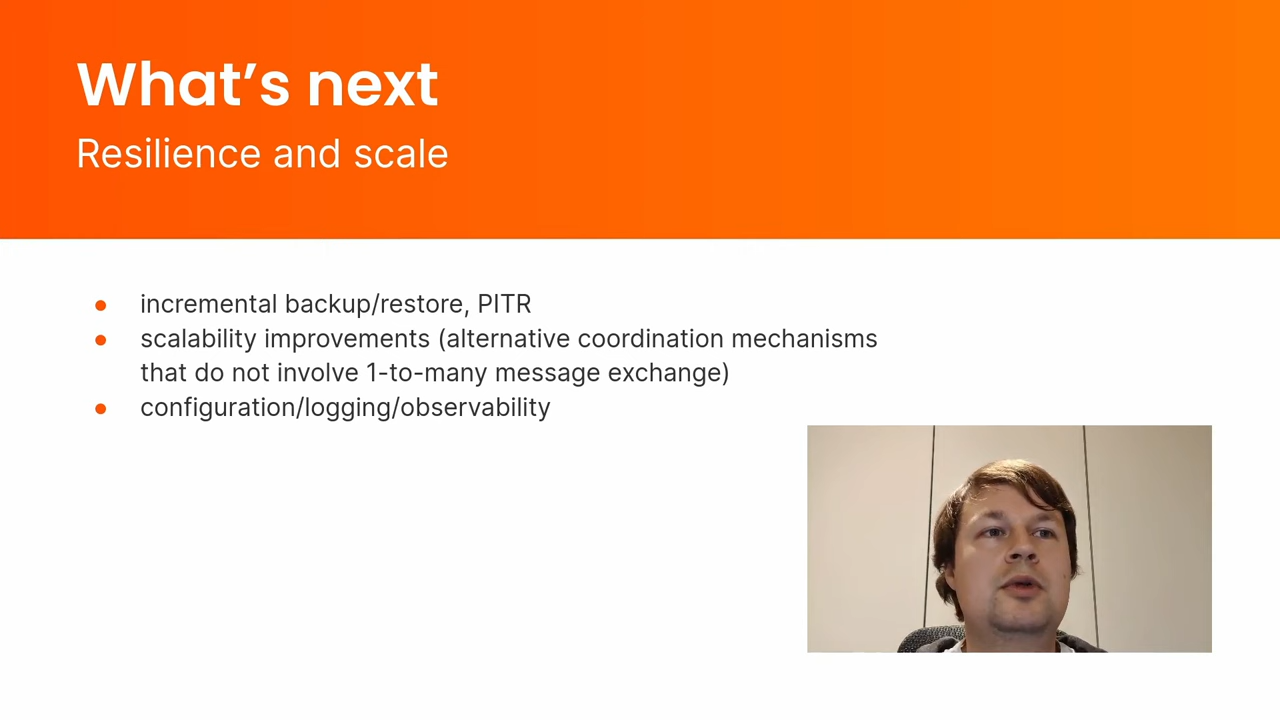 What’s next
Resilience and scale
incremental backup/restore, PITR
scalability improvements (alternative coordination mechanisms
that do not involve 1-to-many message exchange)
configuration/logging/observability